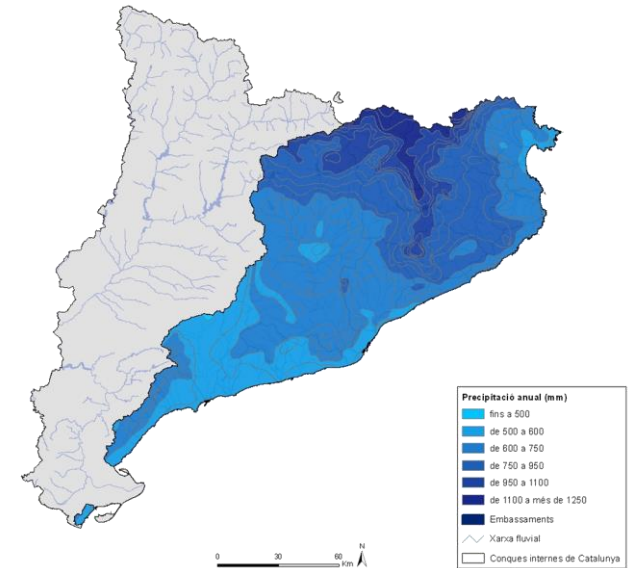 Precipitació anual (mm)
fins a 500
de 500 a 600
de 600 a 750
de 750 a 950
de 950 a 1100
de 1100 a més de 1250
Embassaments
Xarxa fluvial
Conques internes de Catalunya
N
0 30 60
Km